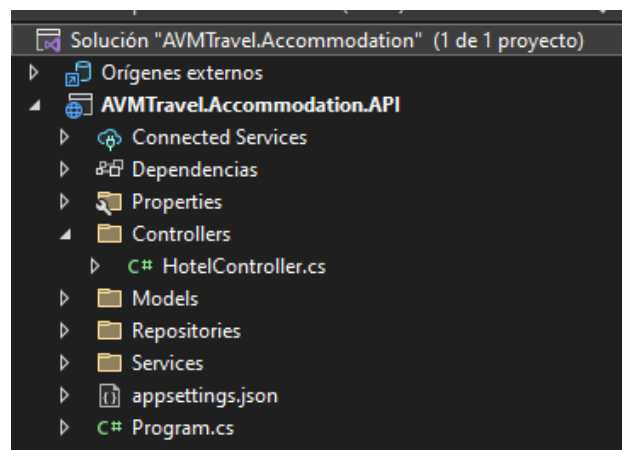 Solución "AVMTravel.Accommodation" (1 de 1 proyecto)
Orígenes externos
AVMTravel.Accommodation.API
Connected Services
Dependencias
Properties
Controllers
C# HotelController.cs
Models
Repositories
Services
appsettings.json
C# Program.cs